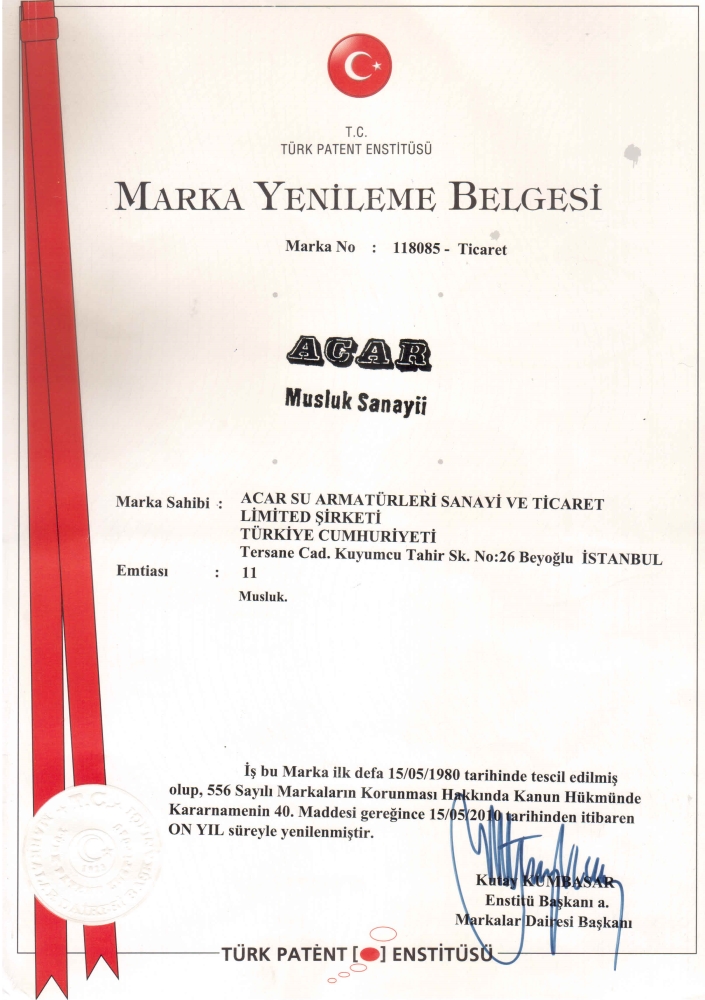 T.C.
TÜRK PATENT ENSTİTÜSÜ
MARKA YENİLEME BELGESİ
Marka No : 118085 - Ticaret
ACAR
Musluk Sanayii
Marka Sahibi : ACAR SU ARMATÜRLERİ SANAYİ VE TİCARET
LİMİTED ŞİRKETİ
TÜRKİYE CUMHURİYETİ
Tersane Cad. Kuyumcu Tahir Sk. No:26 Beyoğlu İSTANBUL
Emtiası : 11
Musluk.
İş bu Marka ilk defa 15/05/1980 tarihinde tescil edilmiş
olup, 556 Sayılı Markaların Korunması Hakkında Kanun Hükmünde
Kararnamenin 40. Maddesi gereğince 15/05/2010 tarihinden itibaren
ON YIL süreyle yenilenmiştir.
Kutay KUMBASAR
Enstitü Başkanı a.
Markalar Dairesi Başkanı
TÜRK PATENT [ ] ENSTİTÜSÜ